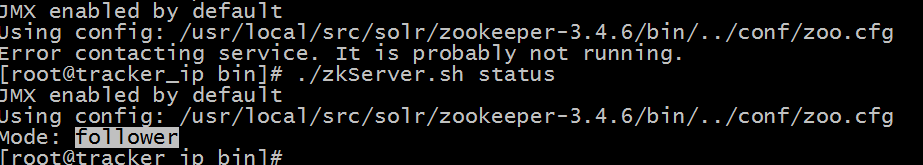 JMX enabled by default
Using config: /usr/local/src/solr/zookeeper-3.4.6/bin/../conf/zoo.cfg
Error contacting service. It is probably not running.
[root@tracker_ip bin]# ./zkServer.sh status
JMX enabled by default
Using config: /usr/local/src/solr/zookeeper-3.4.6/bin/../conf/zoo.cfg
Mode: follower
[root@tracker_ip bin]#